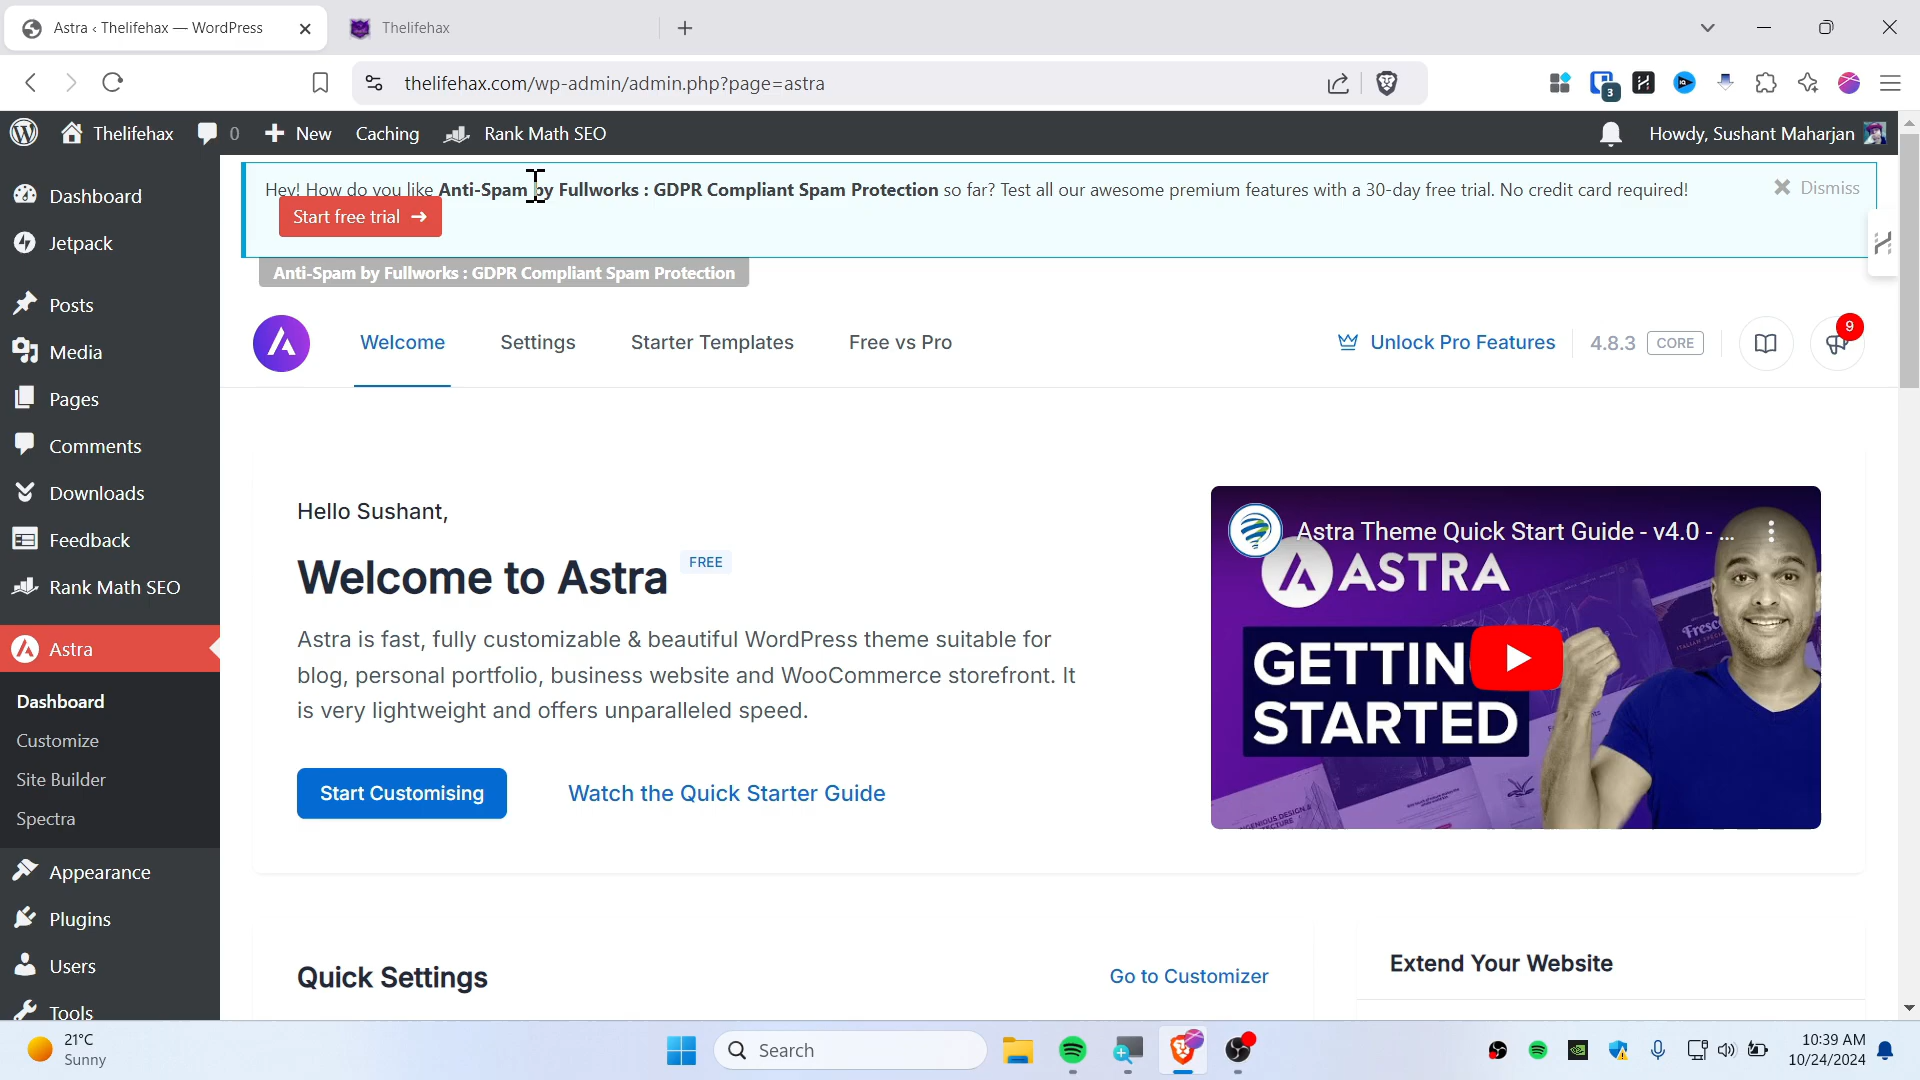 Astra ‹ Thelifehax — WordPress
Thelifehax
thelifehax.com/wp-admin/admin.php?page=astra
3
Thelifehax
0
New
Caching
Rank Math SEO
Howdy, Sushant Maharjan
Dashboard
Jetpack
Posts
Media
Pages
Comments
Downloads
Feedback
Rank Math SEO
Astra
Dashboard
Customize
Site Builder
Spectra
Appearance
Plugins
Users
Tools
Hey! How do you like Anti-Spam by Fullworks : GDPR Compliant Spam Protection so far? Test all our awesome premium features with a 30-day free trial. No credit card required!
Dismiss
Start free trial ➜
Anti-Spam by Fullworks : GDPR Compliant Spam Protection
Welcome
Settings
Starter Templates
Free vs Pro
Unlock Pro Features
4.8.3
CORE
9
Hello Sushant,
Welcome to Astra
FREE
Astra is fast, fully customizable & beautiful WordPress theme suitable for
blog, personal portfolio, business website and WooCommerce storefront. It
is very lightweight and offers unparalleled speed.
Start Customising
Watch the Quick Starter Guide
Astra Theme Quick Start Guide - v4.0 - ...
ASTRA
GETTIN
STARTED
Quick Settings
Go to Customizer
Extend Your Website
21°C
Sunny
Search
10:39 AM
10/24/2024